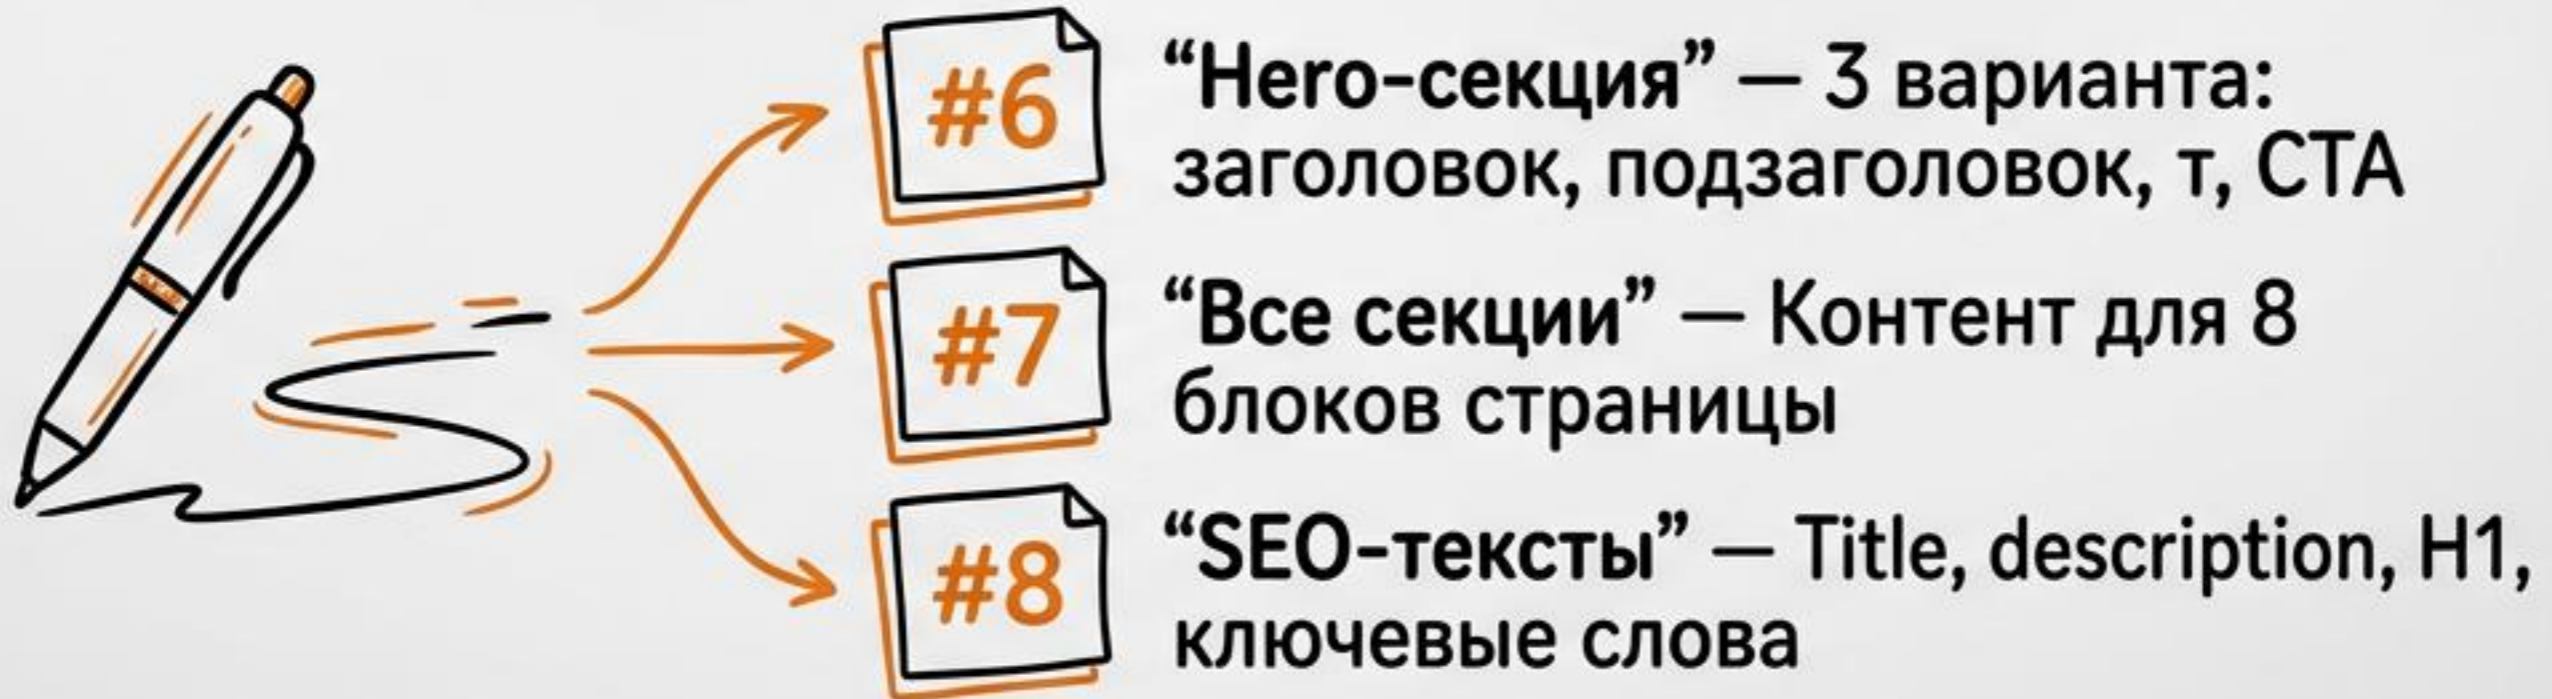 #6
“Hero-секция” — 3 варианта:
заголовок, подзаголовок, т, CTA
#7
“Все секции” — Контент для 8
блоков страницы
#8
“SEO-тексты” — Title, description, H1,
ключевые слова